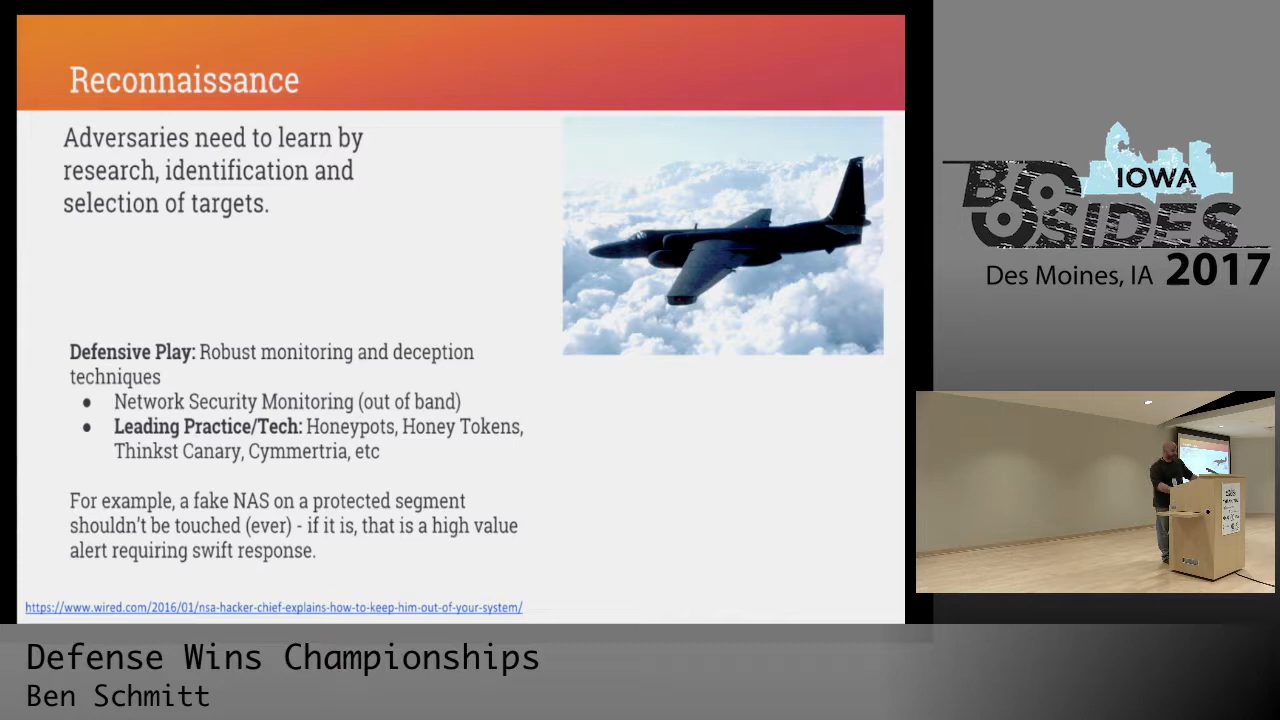 Reconnaissance
Adversaries need to learn by
research, identification and
selection of targets.
Defensive Play: Robust monitoring and deception
techniques
● Network Security Monitoring (out of band)
● Leading Practice/Tech: Honeypots, Honey Tokens,
Thinkst Canary, Cymmertria, etc
For example, a fake NAS on a protected segment
shouldn't be touched (ever) - if it is, that is a high value
alert requiring swift response.
https://www.wired.com/2016/01/nsa-hacker-chief-explains-how-to-keep-him-out-of-your-system/
IOWA
BSIDES
Des Moines, IA 2017
Defense Wins Championships
Ben Schmitt